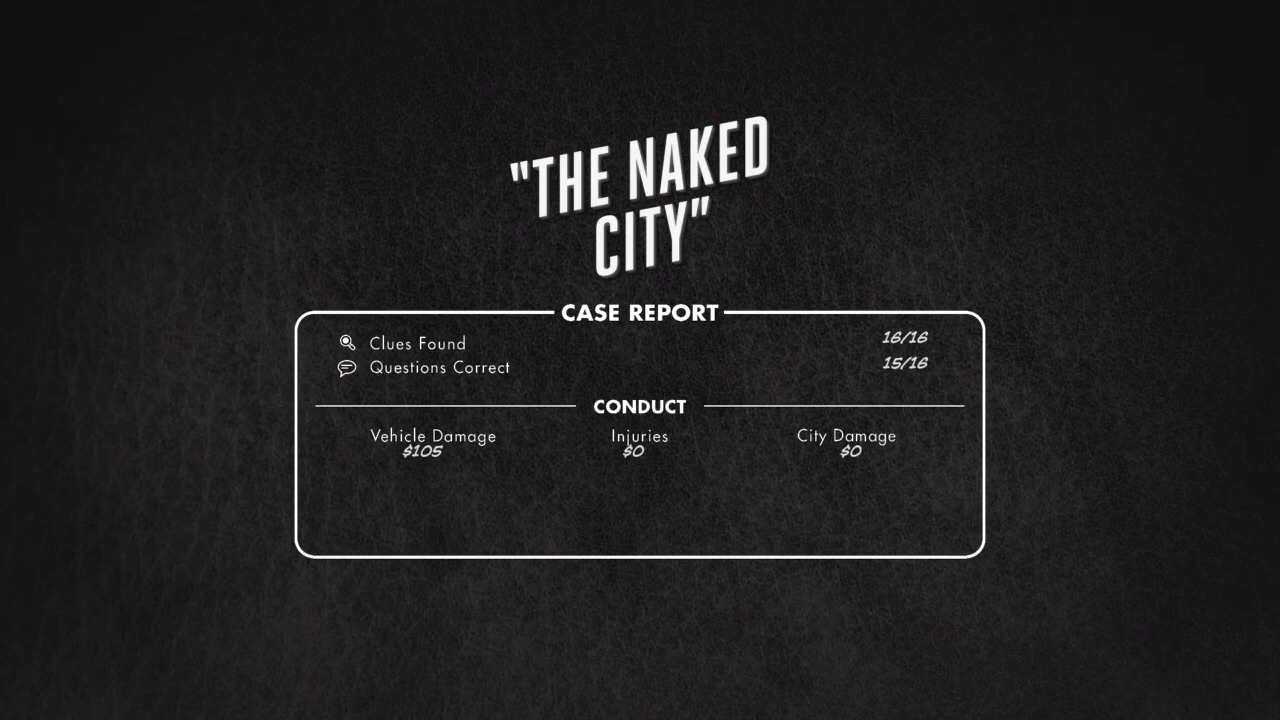 "THE NAKED
CITY"
CASE REPORT
Clues Found 16/16
Questions Correct 15/16
CONDUCT
Vehicle Damage Injuries City Damage
$105 $0 $0